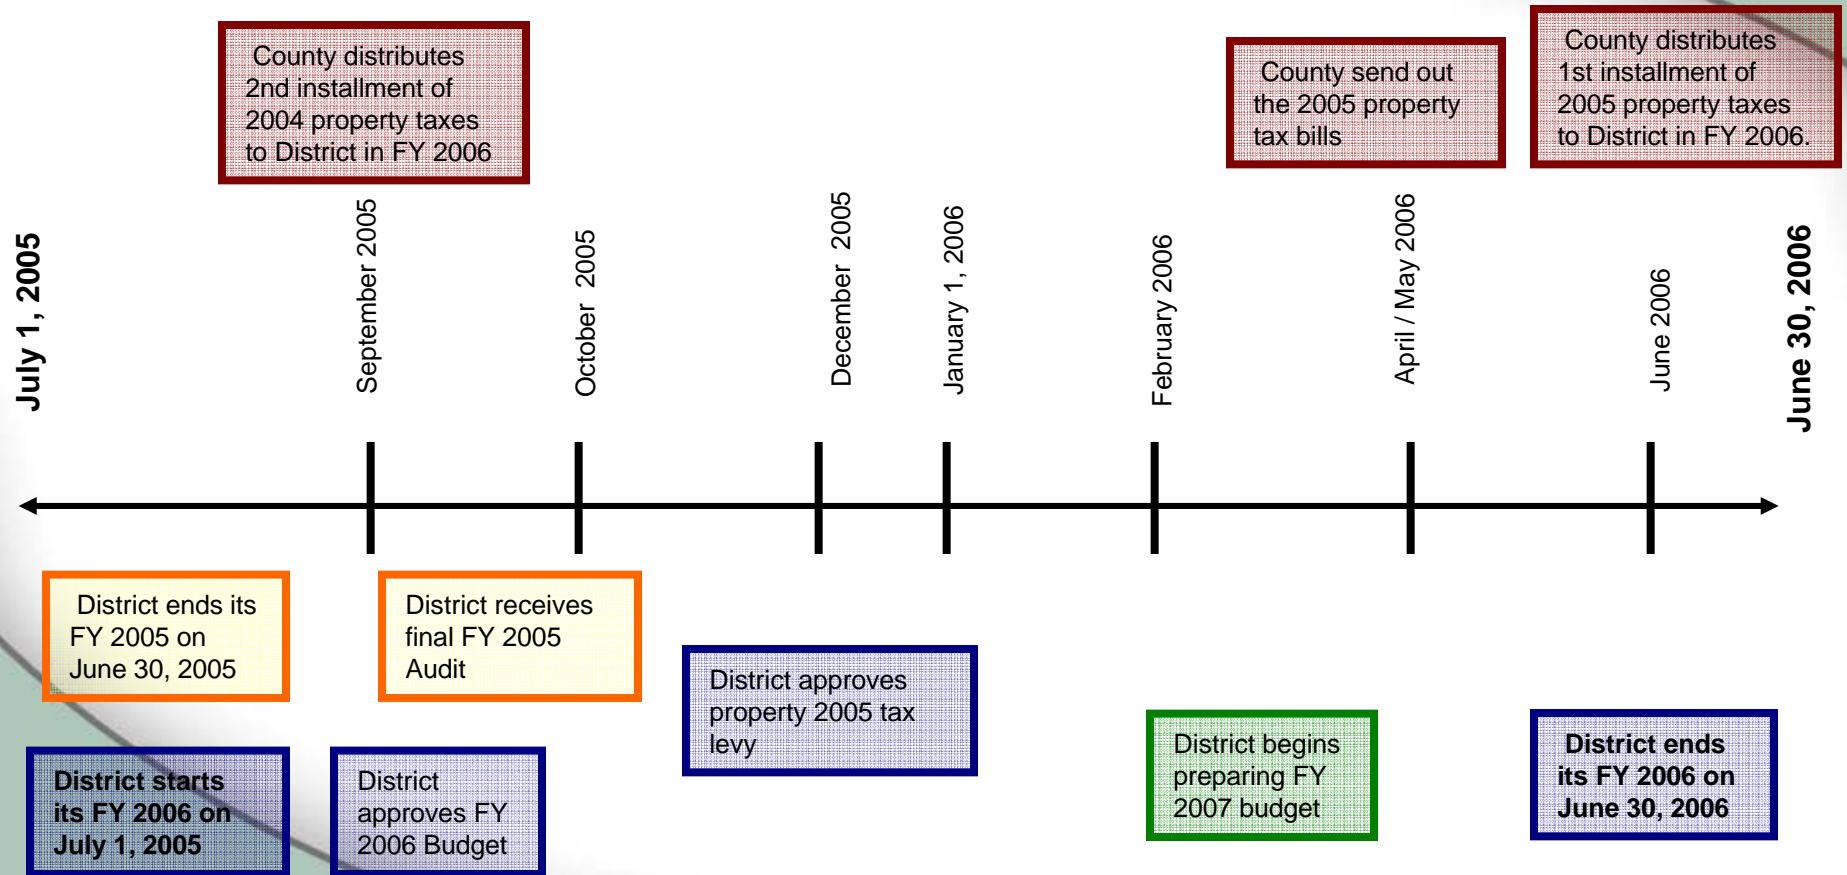 County distributes
2nd installment of
2004 property taxes
to District in FY 2006
County send out
the 2005 property
tax bills
County distributes
1st installment of
2005 property taxes
to District in FY 2006.
July 1, 2005
September 2005
October 2005
December 2005
January 1, 2006
February 2006
April / May 2006
June 2006
June 30, 2006
District ends its
FY 2005 on
June 30, 2005
District receives
final FY 2005
Audit
District approves
property 2005 tax
levy
District starts
its FY 2006 on
July 1, 2005
District
approves FY
2006 Budget
District begins
preparing FY
2007 budget
District ends
its FY 2006 on
June 30, 2006